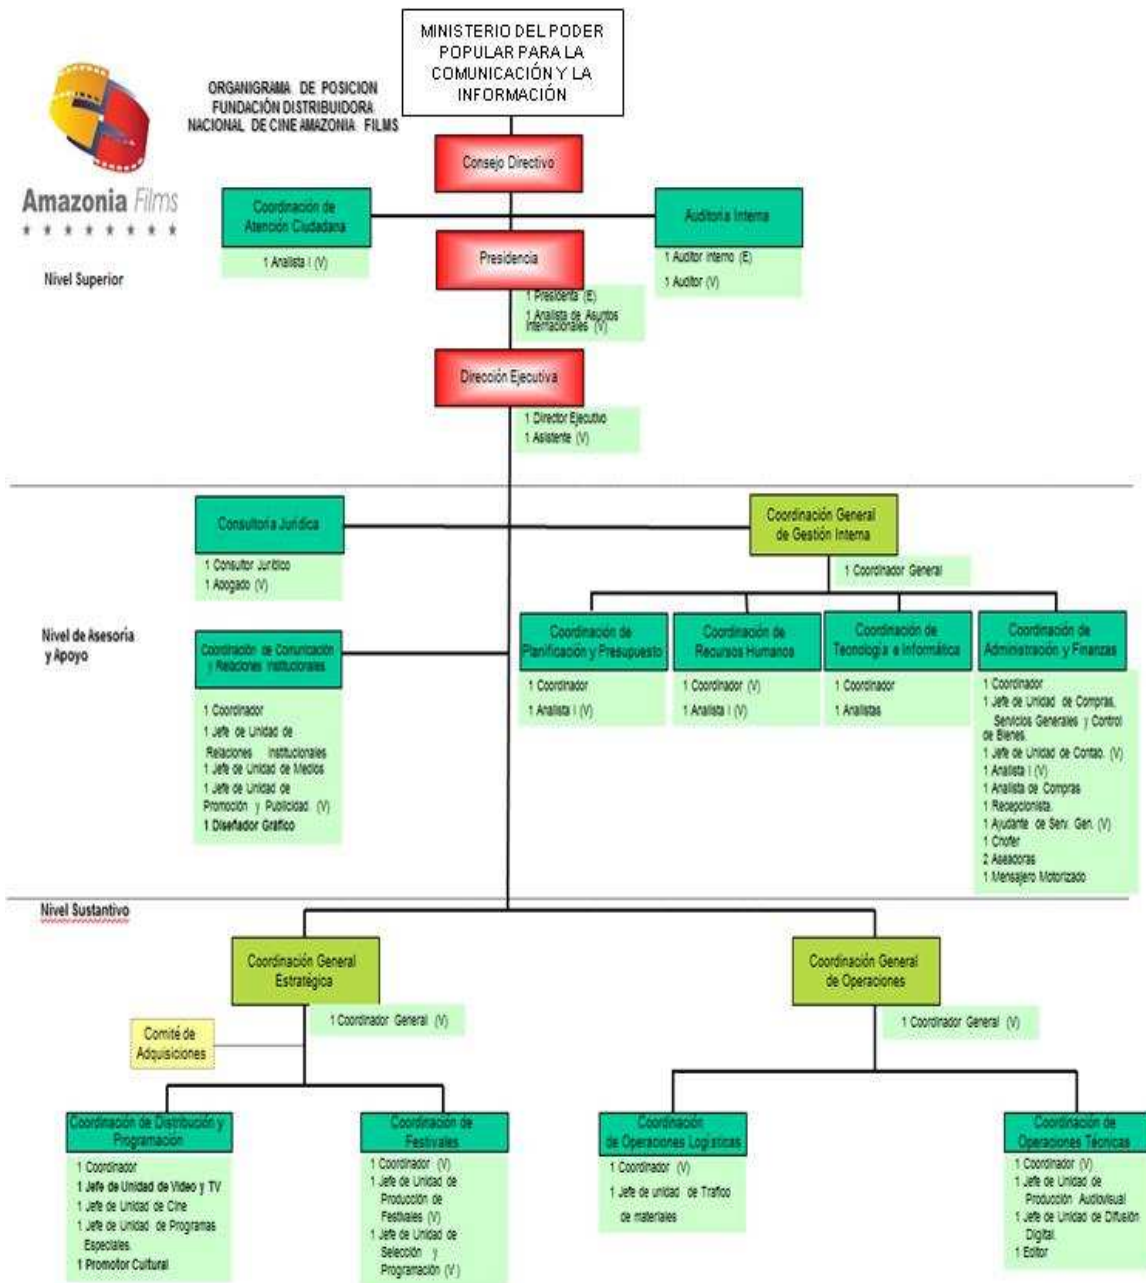 MINISTERIO DEL PODER
POPULAR PARA LA
COMUNICACIÓN Y LA
INFORMACIÓN
ORGANIGRAMA DE POSICION
FUNDACIÓN DISTRIBUIDORA
NACIONAL DE CINE AMAZONIA FILMS
Amazonia Films
Consejo Directivo
Coordinación de
Atención Ciudadana
1 Analista I (V)
Auditoría Interna
1 Auditor Interno (E)
1 Auditor (V)
Nivel Superior
Presidencia
1 Presidenta (E)
1 Analista de Asuntos
Internacionales (V)
Dirección Ejecutiva
1 Director Ejecutivo
1 Asistente (V)
Consultoría Jurídica
1 Consultor Jurídico
1 Abogado (V)
Coordinación General
de Gestión Interna
1 Coordinador General
Nivel de Asesoría
y Apoyo
Coordinación de Comunicación
y Relaciones Institucionales
1 Coordinador
1 Jefe de Unidad de
Relaciones Institucionales
1 Jefe de Unidad de Medios
1 Jefe de Unidad de
Promoción y Publicidad. (V)
1 Diseñador Gráfico
Coordinación de
Planificación y Presupuesto
1 Coordinador
1 Analista I (V)
Coordinación de
Recursos Humanos
1 Coordinador (V)
1 Analista I (V)
Coordinación de
Tecnología e Informática
1 Coordinador
1 Analistas
Coordinación de
Administración y Finanzas
1 Coordinador
1 Jefe de Unidad de Compras,
Servicios Generales y Control
de Bienes.
1 Jefe de Unidad de Contao. (V)
1 Analista I (V)
1 Analista de Compras
1 Recepcionista.
1 Ayudante de Serv. Gen. (V)
1 Chofer
2 Aseadoras
1 Mensajero Motorizado
Nivel Sustantivo
Coordinación General
Estratégica
1 Coordinador General (V)
Comité de
Adquisiciones
Coordinación General
de Operaciones
1 Coordinador General (V)
Coordinación de Distribución y
Programación
1 Coordinador
1 Jefe de Unidad de Video y TV
1 Jefe de Unidad de Cine
1 Jefe de Unidad de Programas
Especiales.
1 Promotor Cultural
Coordinación de
Festivales
1 Coordinador (V)
1 Jefe de Unidad de
Producción de
Festivales (V)
1 Jefe de Unidad de
Selección y
Programación (V )
Coordinación
de Operaciones Logísticas
1 Coordinador (V)
1 Jefe de unidad de Trafico
de materiales
Coordinación de
Operaciones Técnicas
1 Coordinador (V)
1 Jefe de Unidad de
Producción Audiovisual
1 Jefe de Unidad de Difusión
Digital.
1 Editor